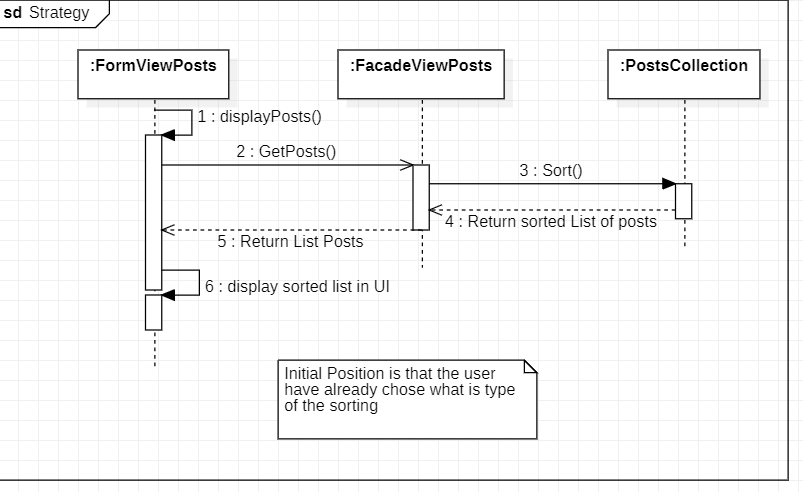 sd Strategy
:FormViewPosts
:FacadeViewPosts
:PostsCollection
1 : displayPosts()
2 : GetPosts()
3 : Sort()
4 : Return sorted List of posts
5 : Return List Posts
6 : display sorted list in UI
Initial Position is that the user
have already chose what is type
of the sorting